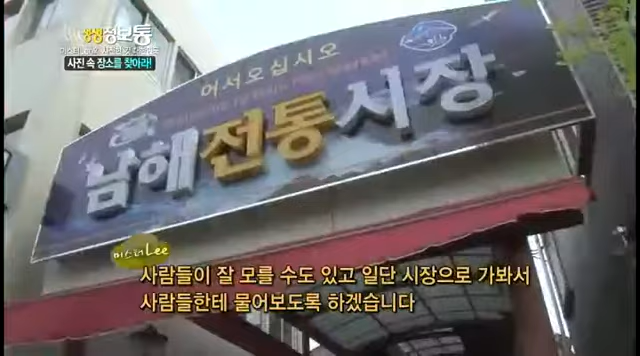 생생정보통
사진 속 장소를 찾아라!
어서오십시오
남해전통시장
미스터Lee
사람들이 잘 모를 수도 있고 일단 시장으로 가봐서
사람들한테 물어보도록 하겠습니다